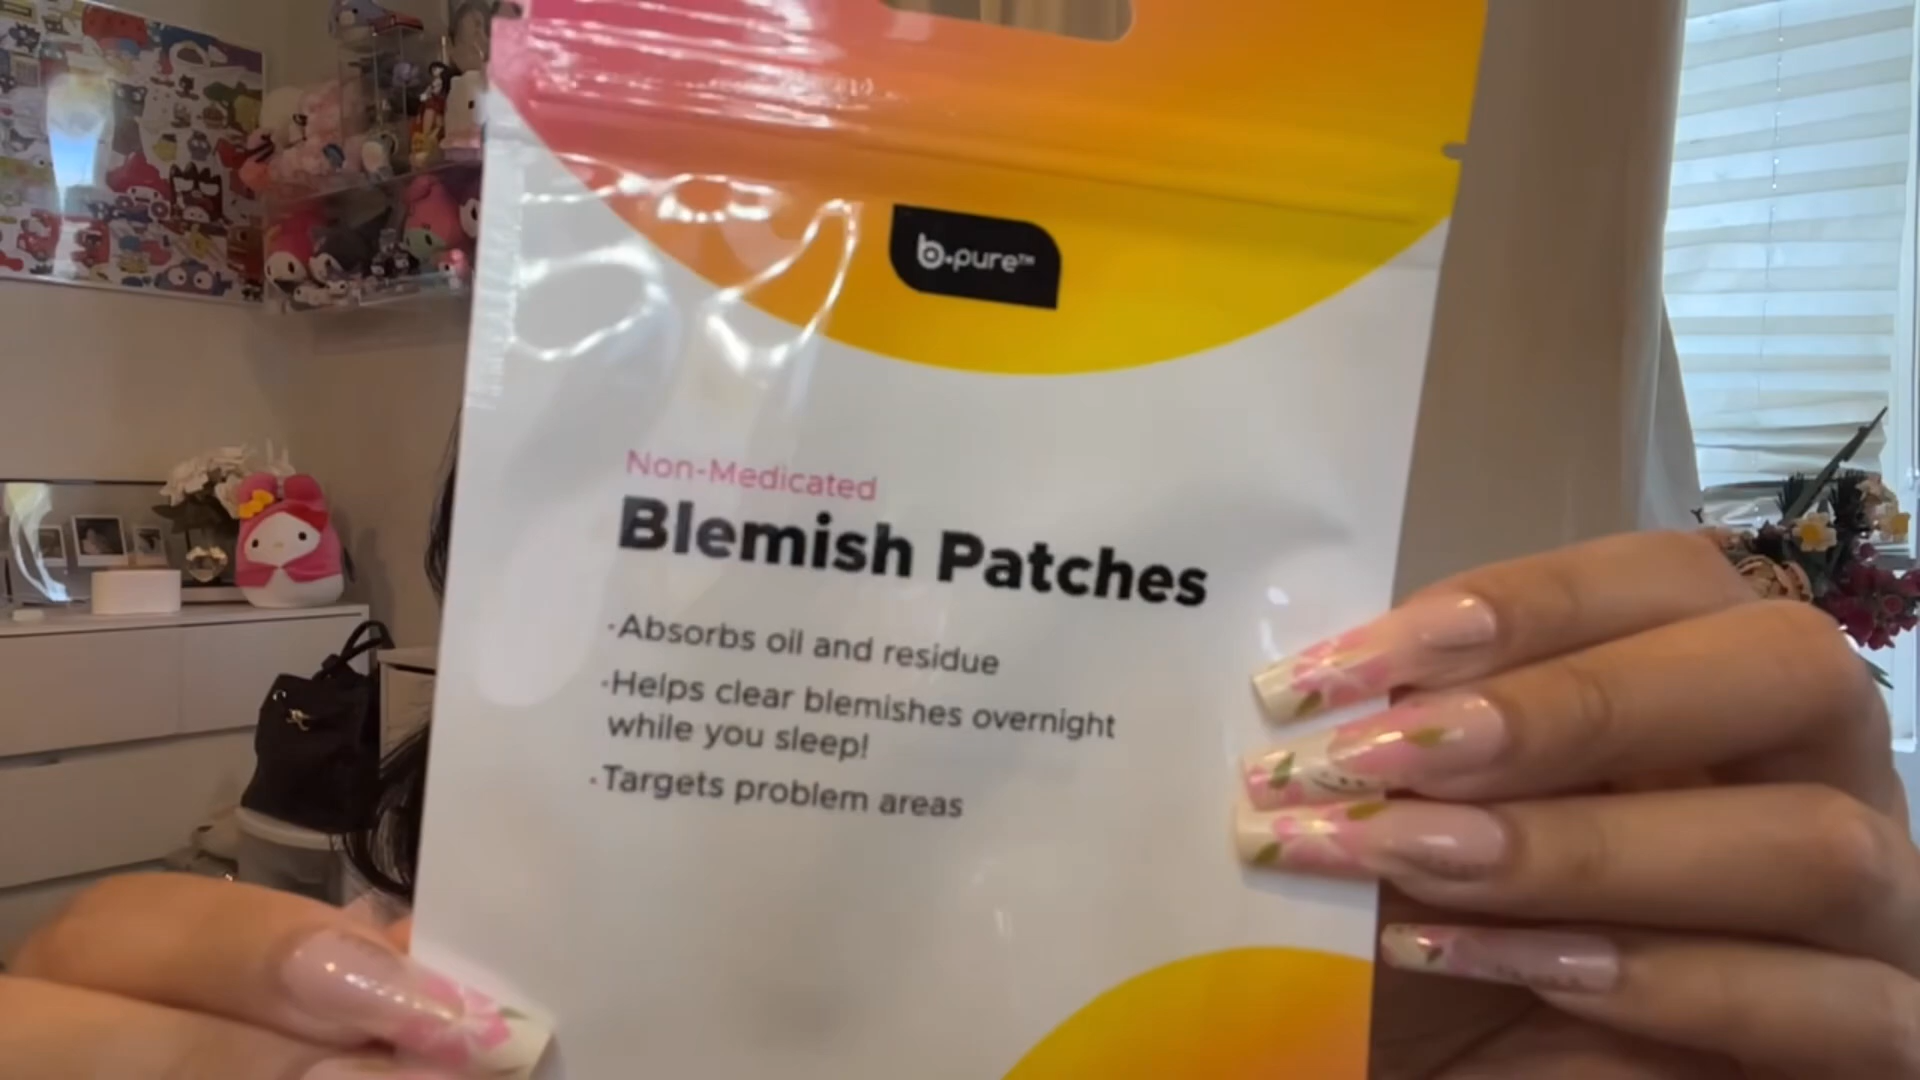 b.pure™
Non-Medicated
Blemish Patches
·Absorbs oil and residue
·Helps clear blemishes overnight
while you sleep!
·Targets problem areas